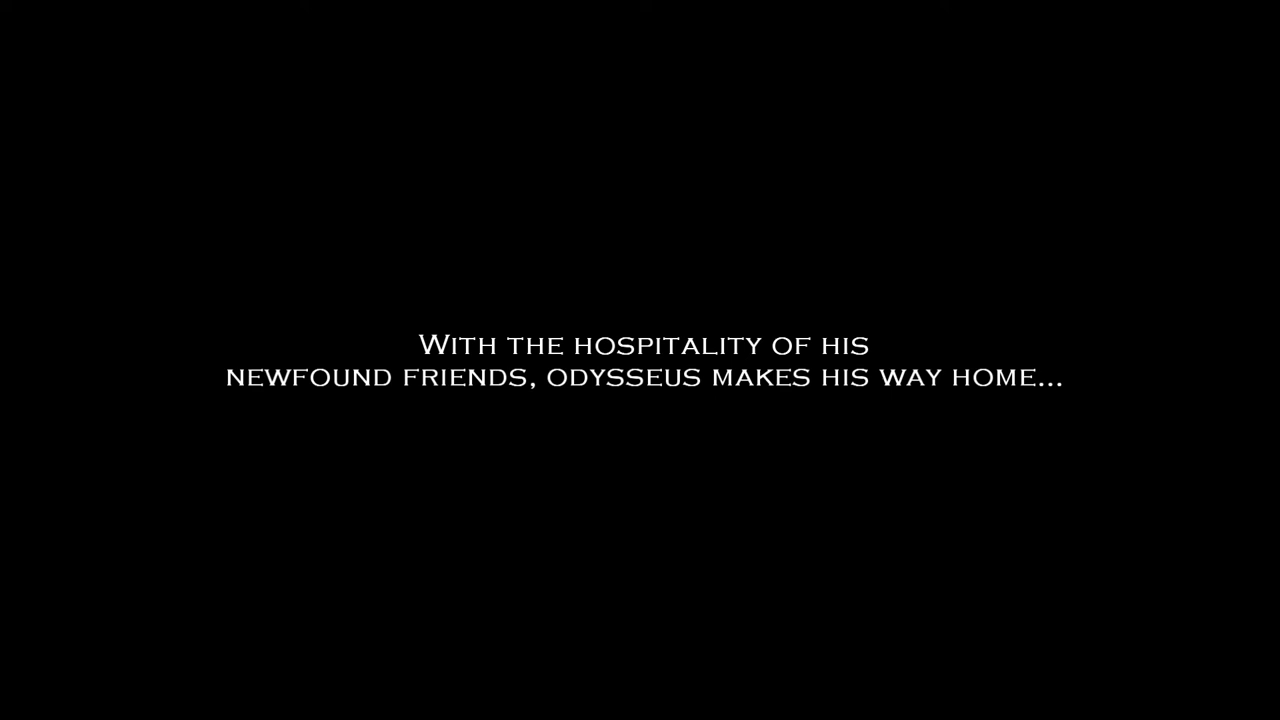 With the hospitality of his
newfound friends, odysseus makes his way home...